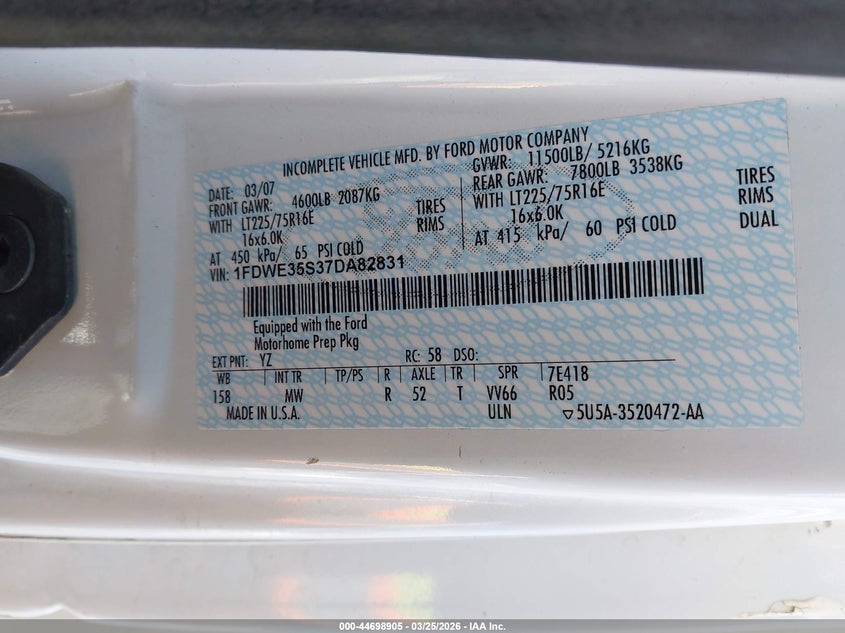 INCOMPLETE VEHICLE MFD. BY FORD MOTOR COMPANY
DATE: 03/07 GVWR: 11500LB/ 5216KG
FRONT GAWR: 4600LB 2087KG REAR GAWR: 7800LB 3538KG
WITH LT225/75R16E TIRES WITH LT225/75R16E TIRES
16x6.0K RIMS 16x6.0K RIMS
AT 450 kPa/ 65 PSI COLD AT 415 kPa/ 60 PSI COLD DUAL
VIN: 1FDWE35S37DA82831
Equipped with the Ford
Motorhome Prep Pkg
EXT PNT: YZ RC: 58 DSO:
WB INT TR TP/PS R AXLE TR SPR 7E418
158 MW R 52 T VV66 R05
MADE IN U.S.A. ULN ▽5U5A-3520472-AA
000-44698905 - 03/25/2026 - IAA Inc.